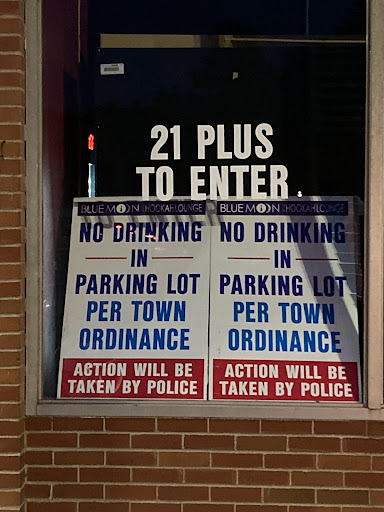 21 PLUS
TO ENTER.
BLUE MOON HOOKAH LOUNGE
NO DRINKING
IN
PARKING LOT
PER TOWN
ORDINANCE
ACTION WILL BE
TAKEN BY POLICE
BLUE MOON HOOKAH LOUNGE
NO DRINKING
IN
PARKING LOT
PER TOWN
ORDINANCE
ACTION WILL BE
TAKEN BY POLICE